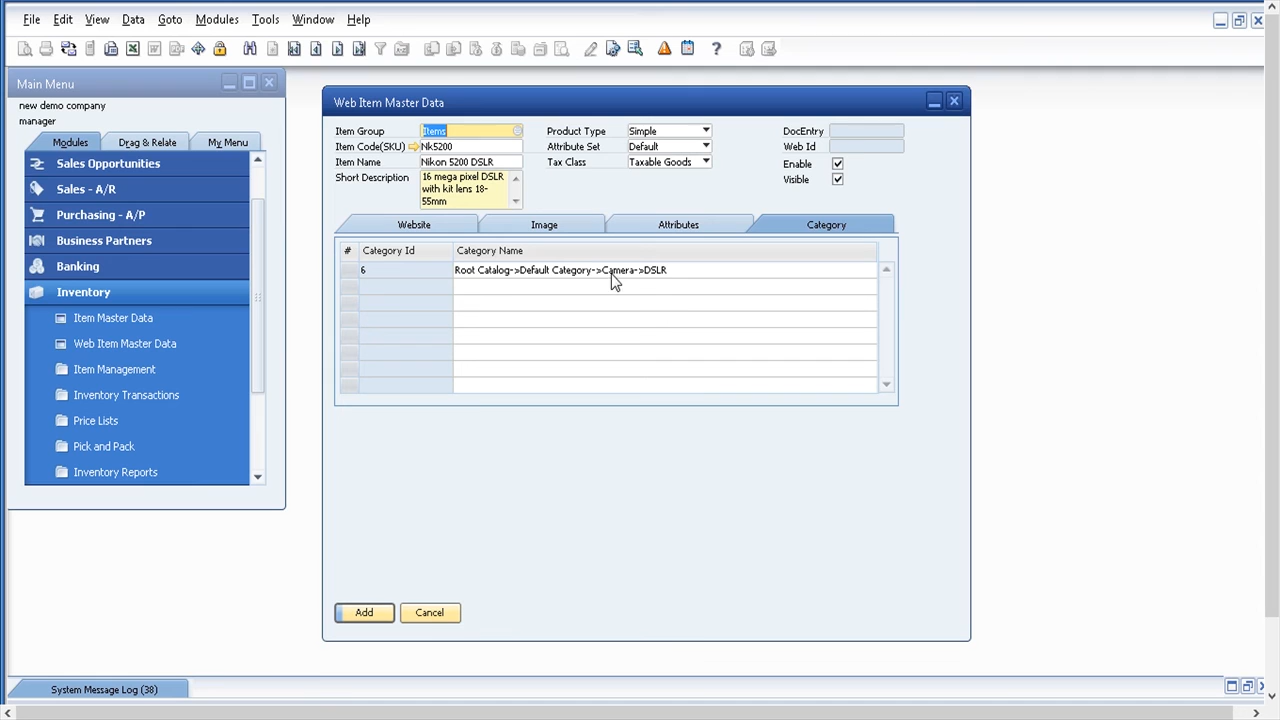 File Edit View Data Goto Modules Tools Window Help
Main Menu
new demo company
manager
Modules Drag & Relate My Menu
Sales Opportunities
Sales - A/R
Purchasing - A/P
Business Partners
Banking
Inventory
Item Master Data
Web Item Master Data
Item Management
Inventory Transactions
Price Lists
Pick and Pack
Inventory Reports
Web Item Master Data
Item Group Items Product Type Simple DocEntry
Item Code(SKU) Nk5200 Attribute Set Default Web Id
Item Name Nikon 5200 DSLR Tax Class Taxable Goods Enable
Visible
Short Description 16 mega pixel DSLR
with kit lens 18-
55mm
Website Image Attributes Category
# Category Id Category Name
6 Root Catalog->Default Category->Camera->DSLR
Add Cancel
System Message Log (38)